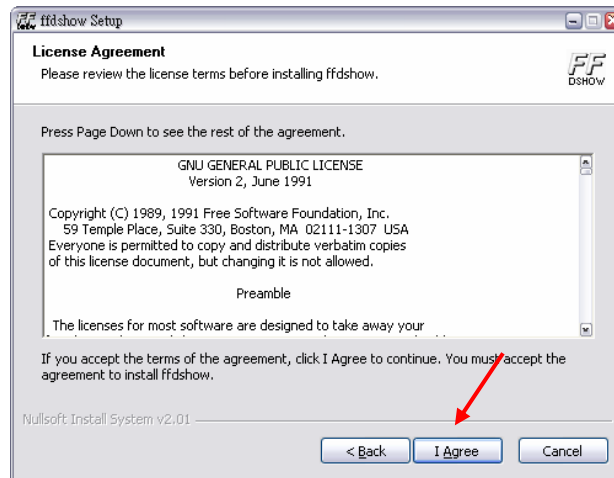 ffdshow Setup
License Agreement
Please review the license terms before installing ffdshow.
FF
DSHOW
Press Page Down to see the rest of the agreement.
GNU GENERAL PUBLIC LICENSE
Version 2, June 1991
Copyright (C) 1989, 1991 Free Software Foundation, Inc.
59 Temple Place, Suite 330, Boston, MA  02111-1307  USA
Everyone is permitted to copy and distribute verbatim copies
of this license document, but changing it is not allowed.
Preamble
The licenses for most software are designed to take away your
If you accept the terms of the agreement, click I Agree to continue. You must accept the
agreement to install ffdshow.
Nullsoft Install System v2.01
< Back
I Agree
Cancel